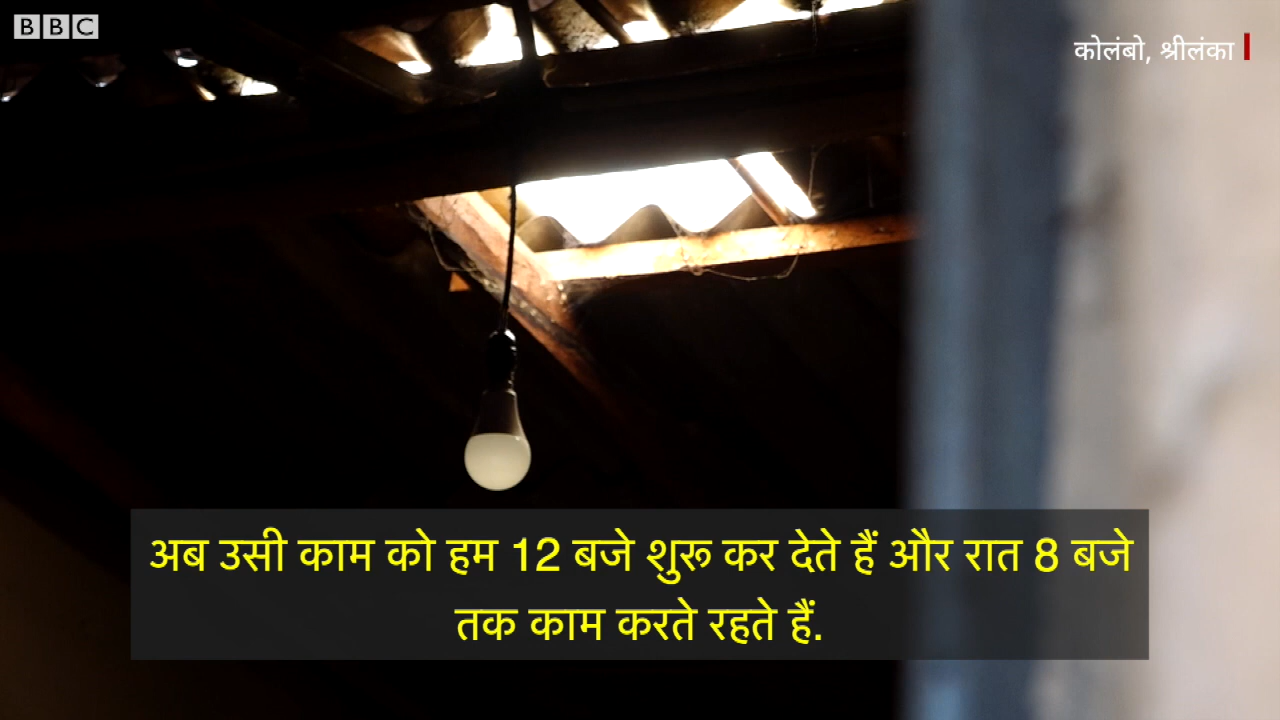 BBC
कोलंबो, श्रीलंका
अब उसी काम को हम 12 बजे शुरू कर देते हैं और रात 8 बजे
तक काम करते रहते हैं.